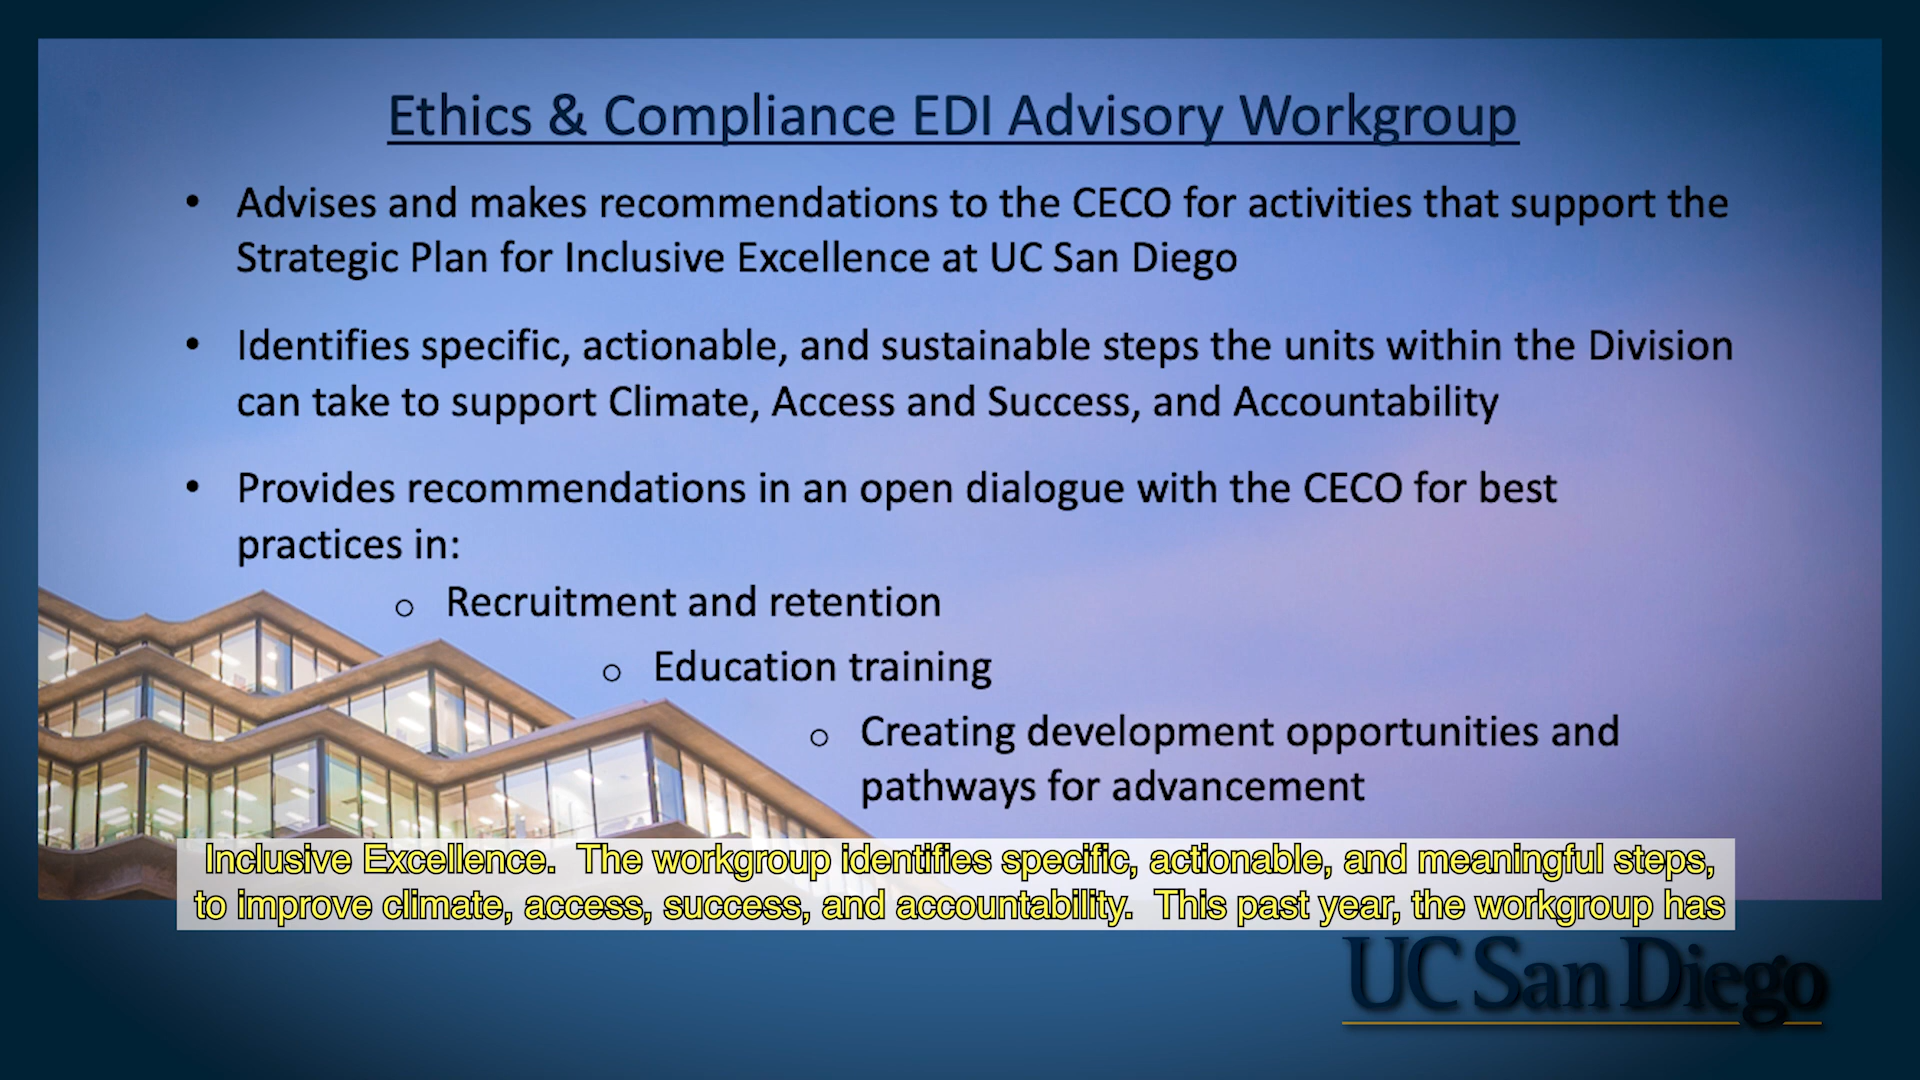 Ethics & Compliance EDI Advisory Workgroup
• Advises and makes recommendations to the CECO for activities that support the
Strategic Plan for Inclusive Excellence at UC San Diego
• Identifies specific, actionable, and sustainable steps the units within the Division
can take to support Climate, Access and Success, and Accountability
• Provides recommendations in an open dialogue with the CECO for best
practices in:
o Recruitment and retention
o Education training
o Creating development opportunities and
pathways for advancement
Inclusive Excellence. The workgroup identifies specific, actionable, and meaningful steps,
to improve climate, access, success, and accountability. This past year, the workgroup has
UC San Diego